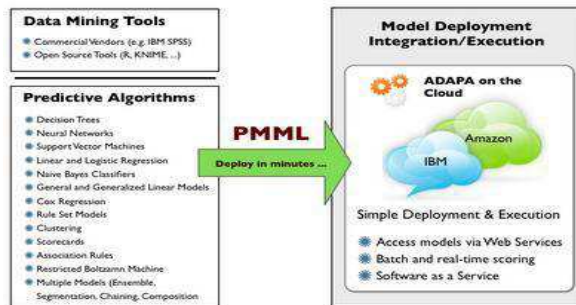 Data Mining Tools
Commercial Vendors (e.g. IBM SPSS)
Open Source Tools (R, KNIME, ...)
Predictive Algorithms
Decision Trees
Neural Networks
Support Vector Machines
Linear and Logistic Regression
Naive Bayes Classifiers
General and Generalized Linear Models
Cox Regression
Rule Set Models
Clustering
Scorecards
Association Rules
Restricted Boltzamn Machine
Multiple Models (Ensemble,
Segmentation, Chaining, Composition
PMML
Deploy in minutes ...
Model Deployment
Integration/Execution
ADAPA on the
Cloud
Amazon
IBM
Simple Deployment & Execution
Access models via Web Services
Batch and real-time scoring
Software as a Service